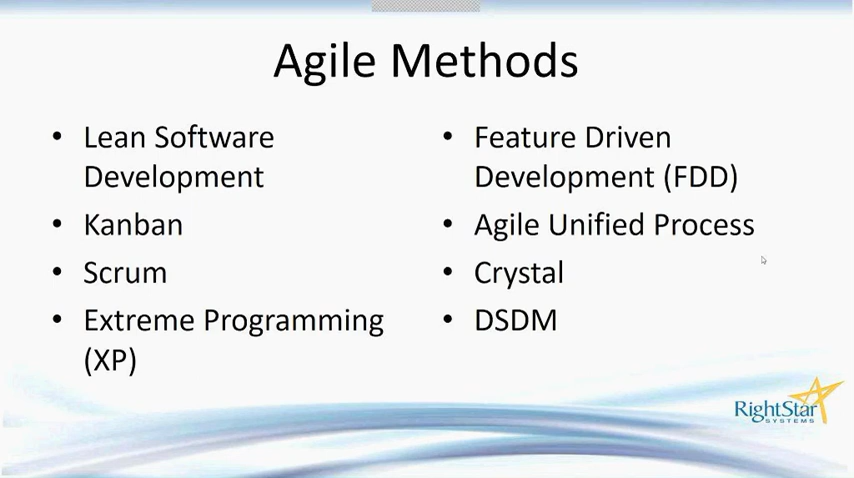 Agile Methods
• Lean Software
Development
• Kanban
• Scrum
• Extreme Programming
(XP)
• Feature Driven
Development (FDD)
• Agile Unified Process
• Crystal
• DSDM
RightStar
SYSTEMS